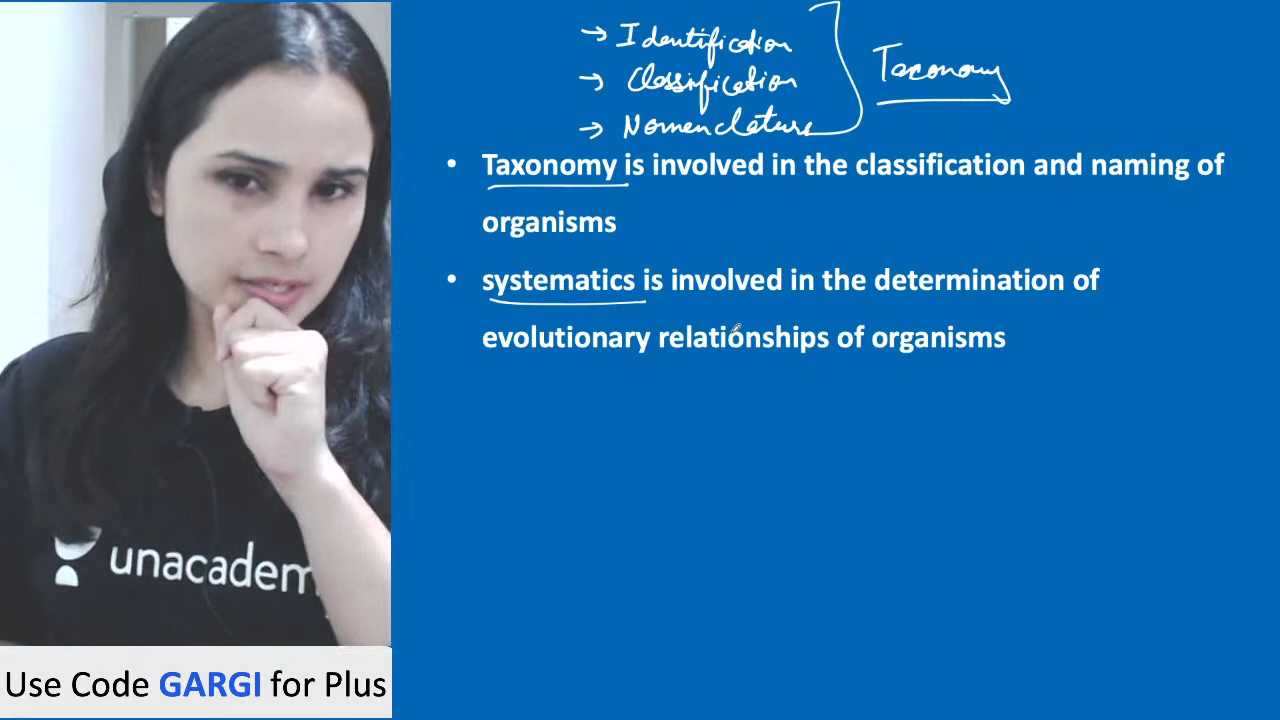 → Identification
→ Classification
→ Nomenclature
Taxonomy
• Taxonomy is involved in the classification and naming of
organisms
• systematics is involved in the determination of
evolutionary relationships of organisms
unacadem
Use Code GARGI for Plus